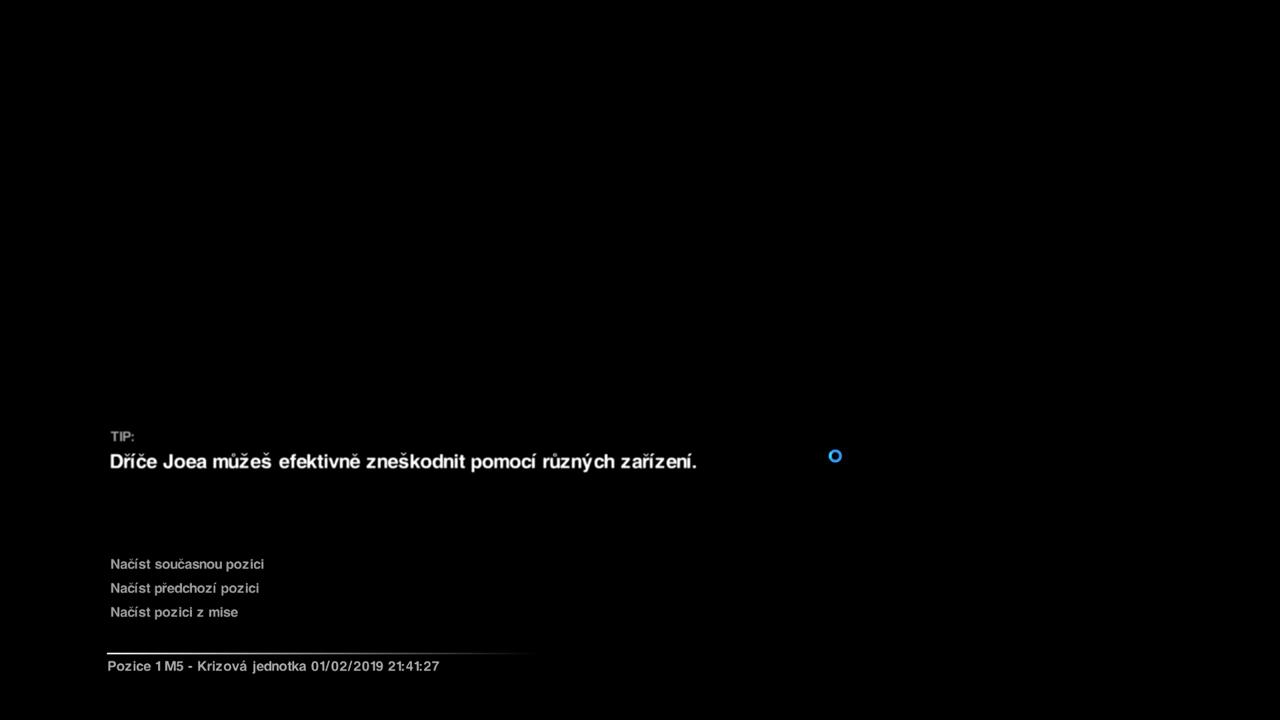 TIP:
Dříče Joea můžeš efektivně zneškodnit pomocí různých zařízení.
Načíst současnou pozici
Načíst předchozí pozici
Načíst pozici z mise
Pozice 1 M5 - Krizová jednotka 01/02/2019 21:41:27